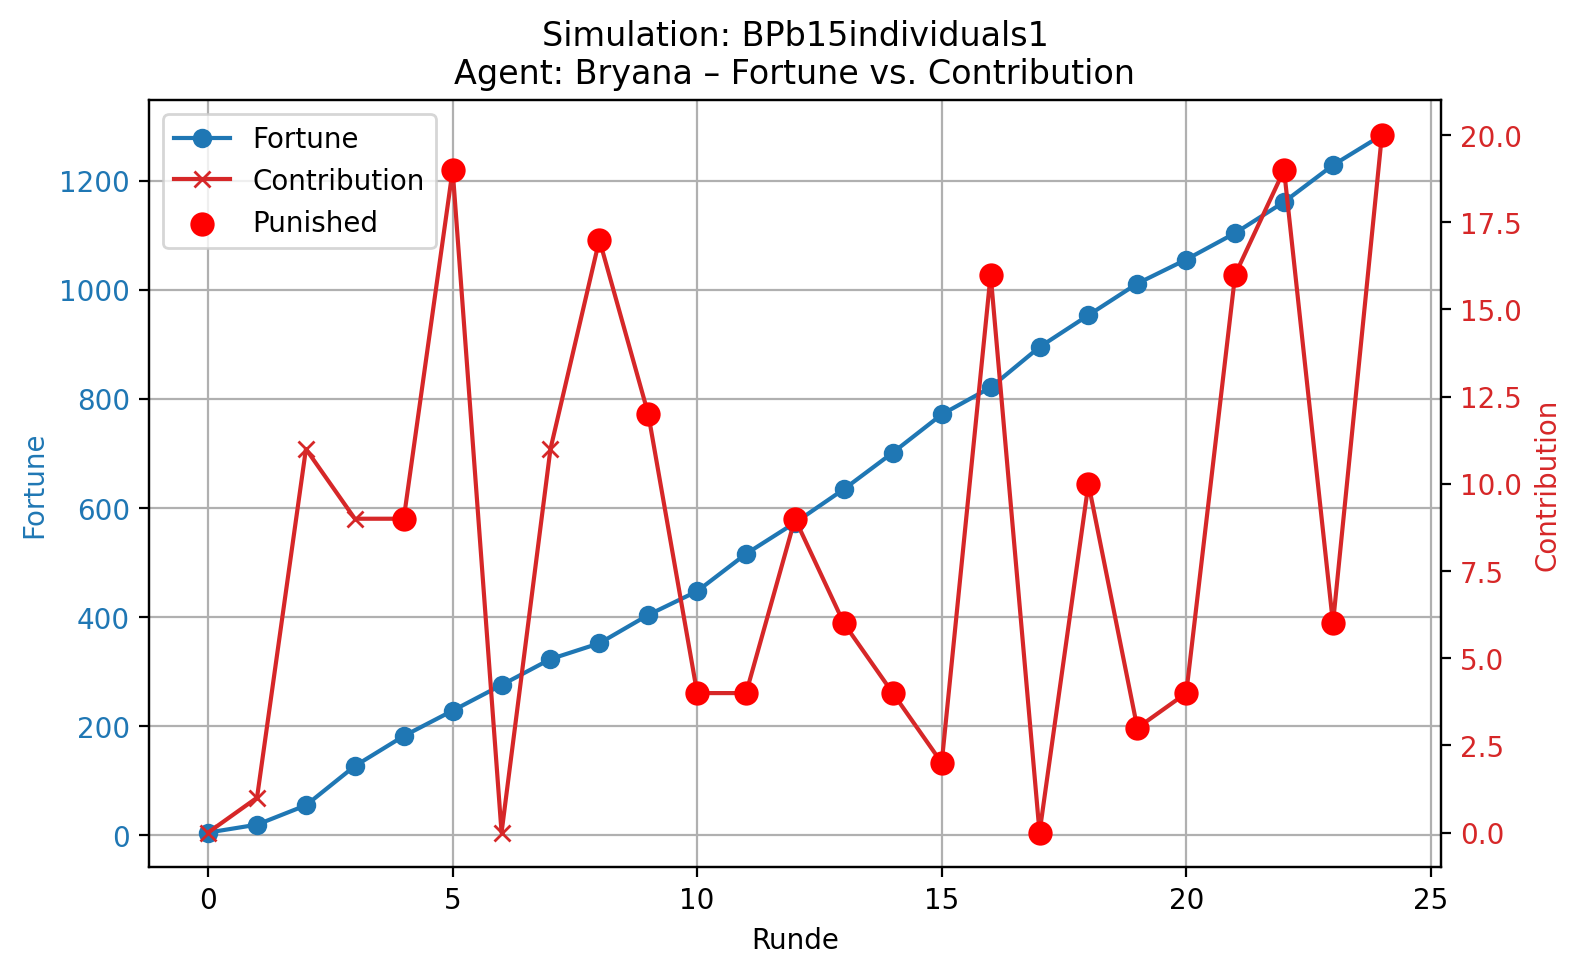 Simulation: BPb15individuals1
Agent: Bryana – Fortune vs. Contribution
Fortune
Contribution
Punished
1200
1000
800
600
400
200
0
Fortune
20.0
17.5
15.0
12.5
10.0
7.5
5.0
2.5
0.0
Contribution
0 5 10 15 20 25
Runde